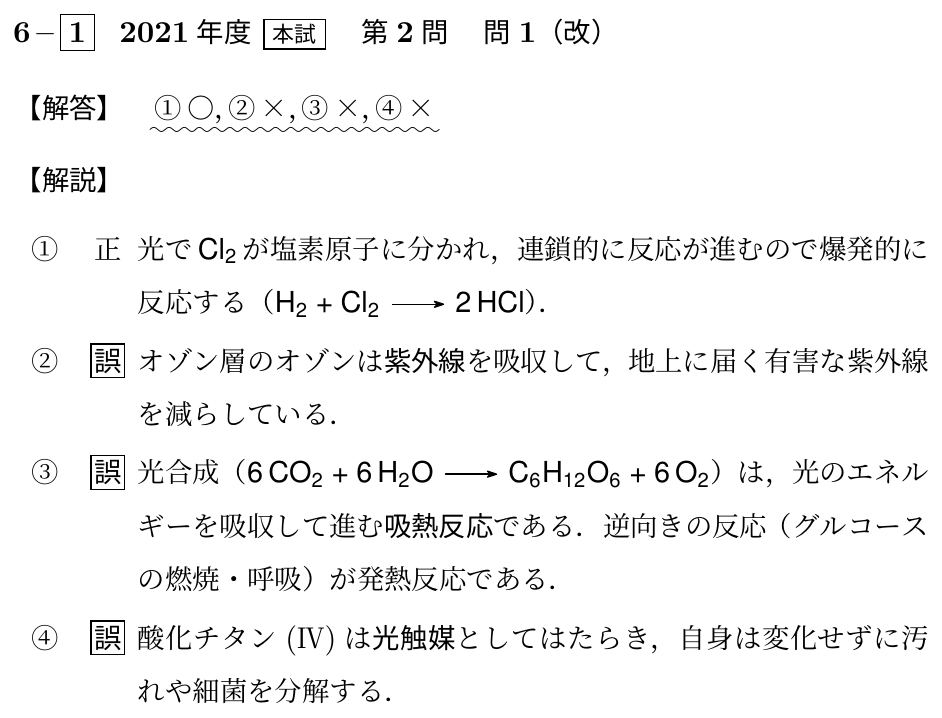 6–1 2021 年度 本試 第 2 問 問 1（改）
【解答】 ① ○, ② ×, ③ ×, ④ ×
【解説】
① 正 光で Cl₂ が塩素原子に分かれ，連鎖的に反応が進むので爆発的に
反応する（H₂ + Cl₂ ⟶ 2 HCl）．
② 誤 オゾン層のオゾンは紫外線を吸収して，地上に届く有害な紫外線
を減らしている．
③ 誤 光合成（6 CO₂ + 6 H₂O ⟶ C₆H₁₂O₆ + 6 O₂）は，光のエネル
ギーを吸収して進む吸熱反応である．逆向きの反応（グルコース
の燃焼・呼吸）が発熱反応である．
④ 誤 酸化チタン (IV) は光触媒としてはたらき，自身は変化せずに汚
れや細菌を分解する．